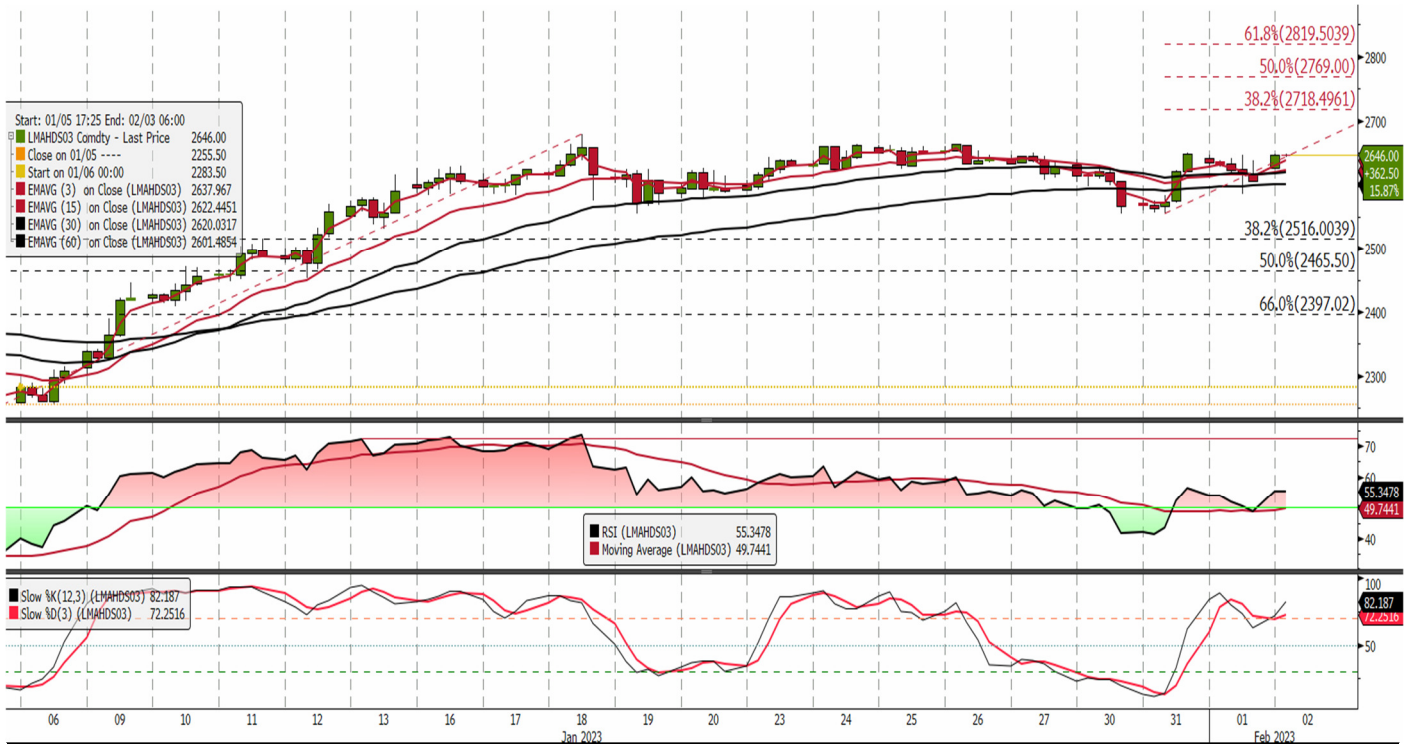 61.8%(2819.5039)
2800
50.0%(2769.00)
38.2%(2718.4961)
2700
Start: 01/05 17:25 End: 02/03 06:00
LMAHDS03 Comdty - Last Price 2646.00
Close on 01/05 ---- 2255.50
Start on 01/06 00:00 2283.50
EMAVG (3) on Close (LMAHDS03) 2637.967
EMAVG (15) on Close (LMAHDS03) 2622.4451
EMAVG (30) on Close (LMAHDS03) 2620.0317
EMAVG (60) on Close (LMAHDS03) 2601.4854
2646.00
+362.50
15.87%
38.2%(2516.0039)
2500
50.0%(2465.50)
66.0%(2397.02)
2400
2300
70
60
55.3478
49.7441
40
RSI (LMAHDS03) 55.3478
Moving Average (LMAHDS03) 49.7441
Slow %K(12,3) (LMAHDS03) 82.187
Slow %D(3) (LMAHDS03) 72.2516
100
82.187
72.2516
50
06 09 10 11 12 13 16 17 18 19 20 23 24 25 26 27 30 31 01 02
Jan 2023 Feb 2023